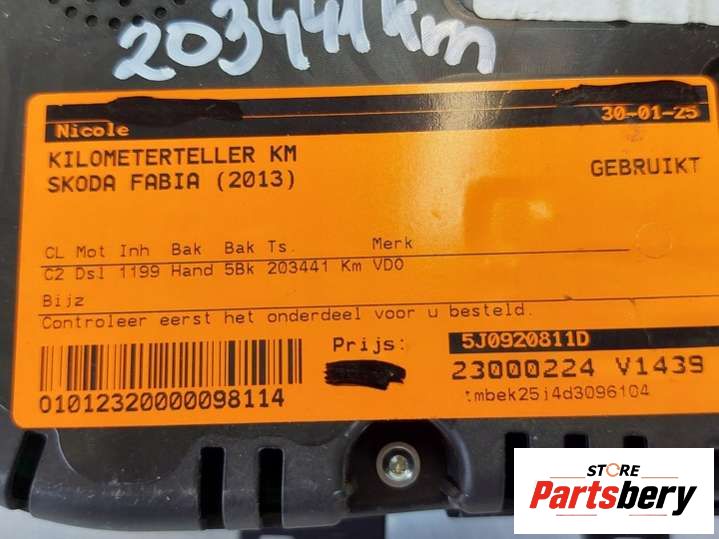 203441 km
Nicole 30-01-25
KILOMETERTELLER KM
SKODA FABIA (2013)
GEBRUIKT
CL Mot Inh Bak Bak Ts. Merk
C2 Dsl 1199 Hand 5Bk 203441 Km VDO
Bijz
Controleer eerst het onderdeel voor u besteld.
Prijs: 5J0920811D
23000224 V1439
tmbek25j4d3096104
01012320000098114
STORE
Partsbery